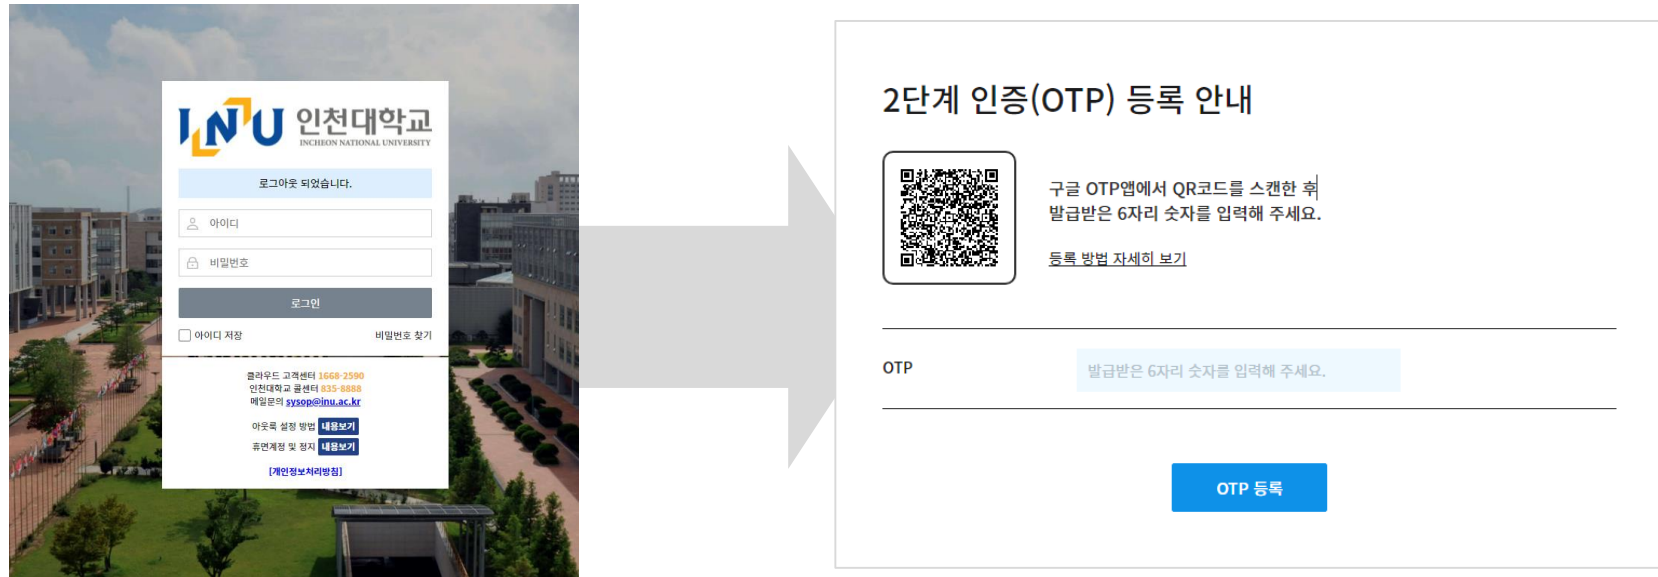 INU 인천대학교
INCHEON NATIONAL UNIVERSITY
로그아웃 되었습니다.
아이디
비밀번호
로그인
아이디 저장
비밀번호 찾기
클라우드 고객센터 1668-2590
인천대학교 콜센터 835-8888
메일문의 sysop@inu.ac.kr
아웃룩 설정 방법 내용보기
휴면계정 및 정지 내용보기
[개인정보처리방침]
2단계 인증(OTP) 등록 안내
구글 OTP앱에서 QR코드를 스캔한 후
발급받은 6자리 숫자를 입력해 주세요.
등록 방법 자세히 보기
OTP
발급받은 6자리 숫자를 입력해 주세요.
OTP 등록